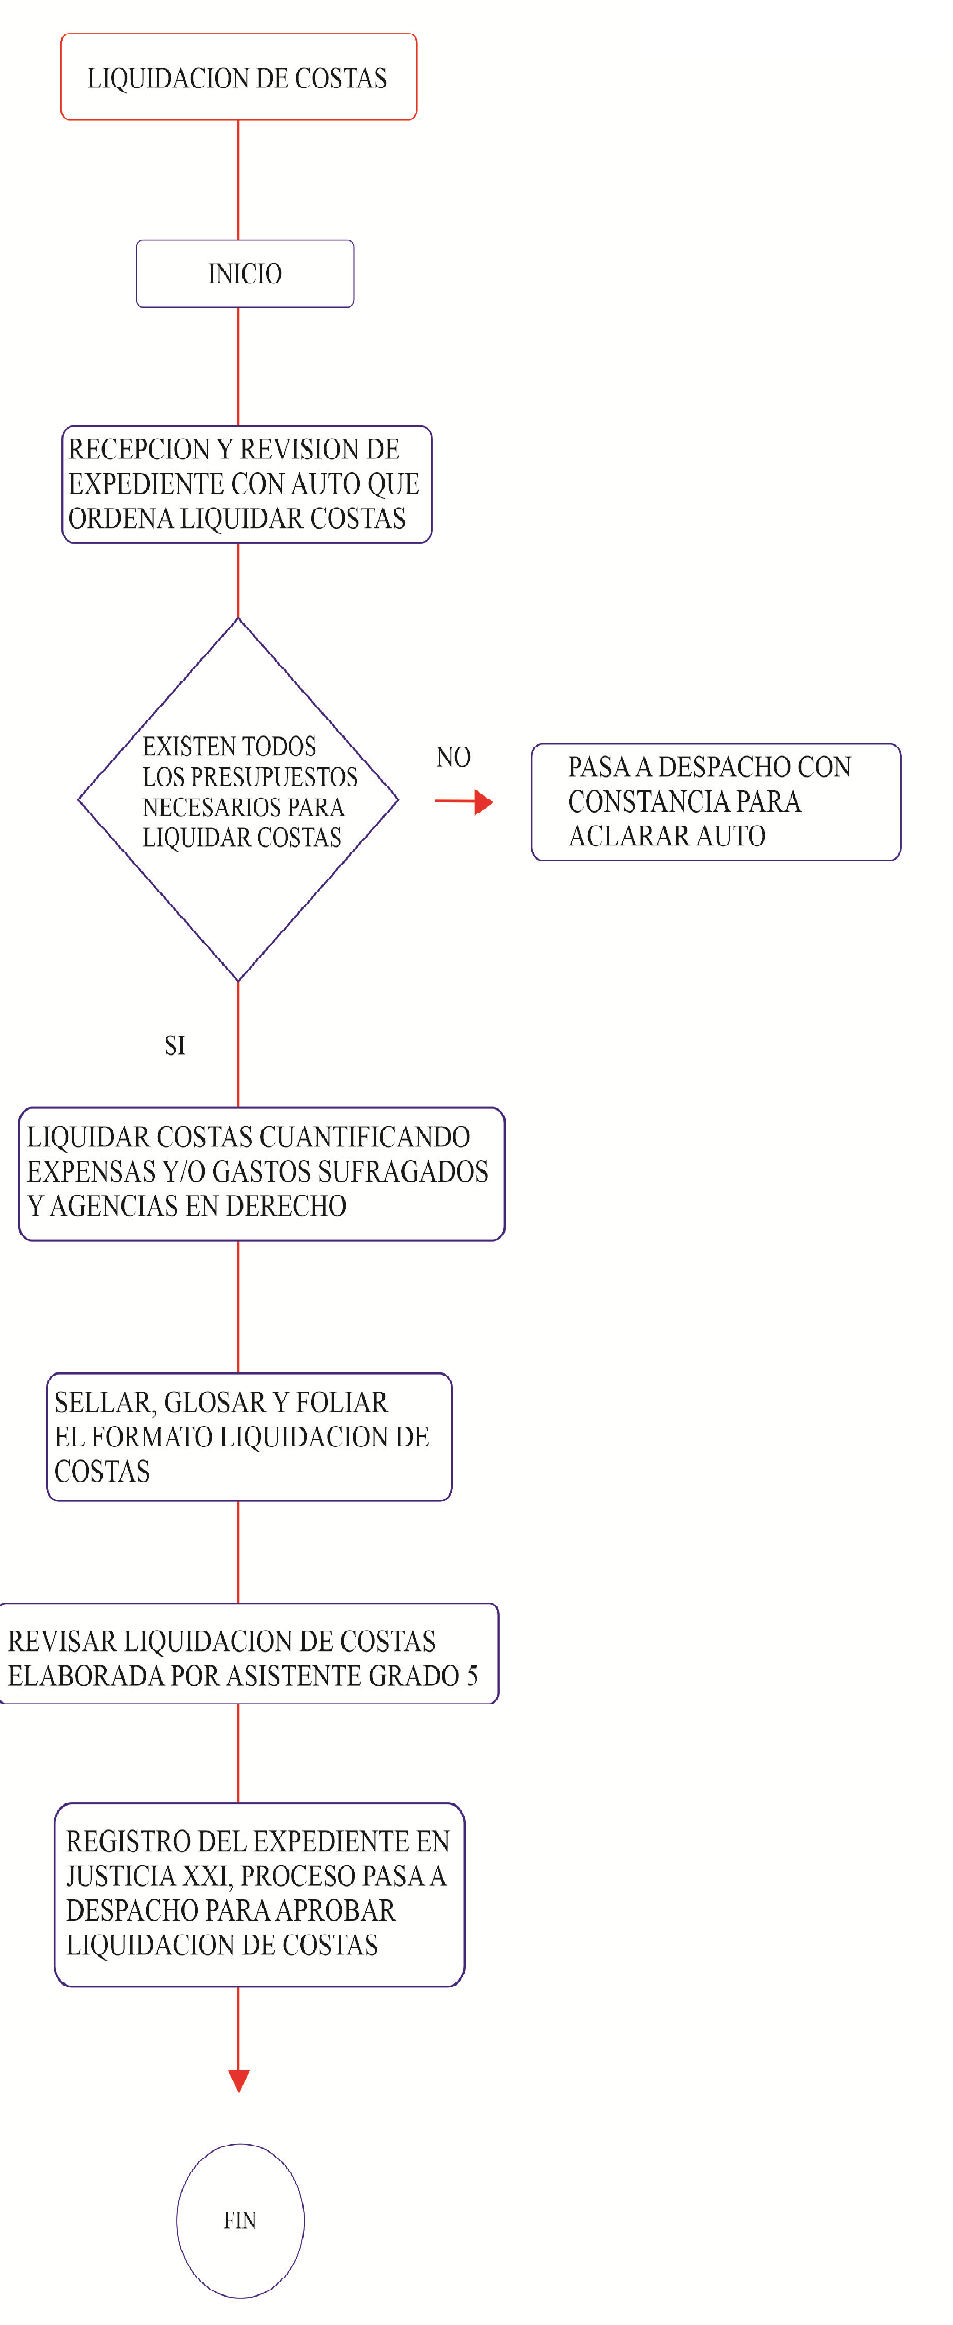 LIQUIDACION DE COSTAS
INICIO
RECEPCION Y REVISION DE
EXPEDIENTE CON AUTO QUE
ORDENA LIQUIDAR COSTAS
EXISTEN TODOS
LOS PRESUPUESTOS
NECESARIOS PARA
LIQUIDAR COSTAS
NO
PASA A DESPACHO CON
CONSTANCIA PARA
ACLARAR AUTO
SI
LIQUIDAR COSTAS CUANTIFICANDO
EXPENSAS Y/O GASTOS SUFRAGADOS
Y AGENCIAS EN DERECHO
SELLAR, GLOSAR Y FOLIAR
EL FORMATO LIQUIDACION DE
COSTAS
REVISAR LIQUIDACION DE COSTAS
ELABORADA POR ASISTENTE GRADO 5
REGISTRO DEL EXPEDIENTE EN
JUSTICIA XXI, PROCESO PASA A
DESPACHO PARA APROBAR
LIQUIDACION DE COSTAS
FIN